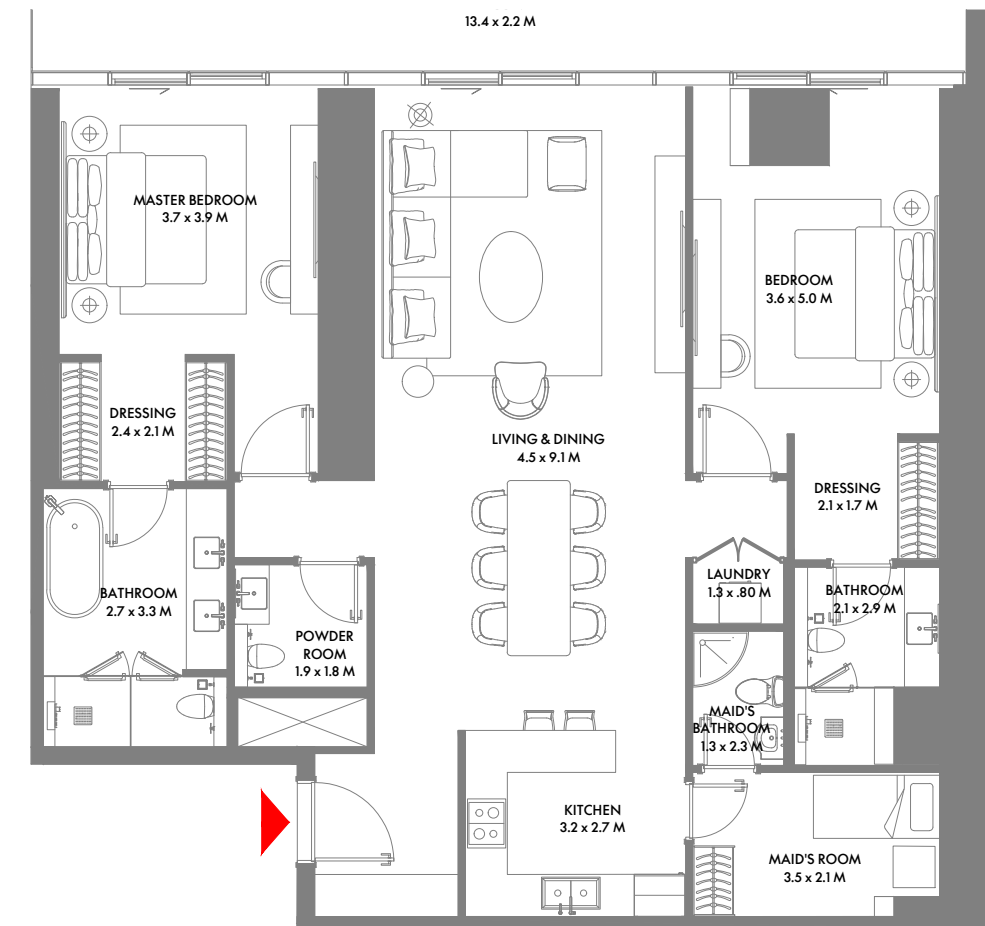 13.4 x 2.2 M
MASTER BEDROOM
3.7 x 3.9 M
BEDROOM
3.6 x 5.0 M
DRESSING
2.4 x 2.1 M
LIVING & DINING
4.5 x 9.1 M
DRESSING
2.1 x 1.7 M
BATHROOM
2.7 x 3.3 M
LAUNDRY
1.3 x .80 M
BATHROOM
2.1 x 2.9 M
POWDER
ROOM
1.9 x 1.8 M
MAID'S
BATHROOM
1.3 x 2.3 M
KITCHEN
3.2 x 2.7 M
MAID'S ROOM
3.5 x 2.1 M